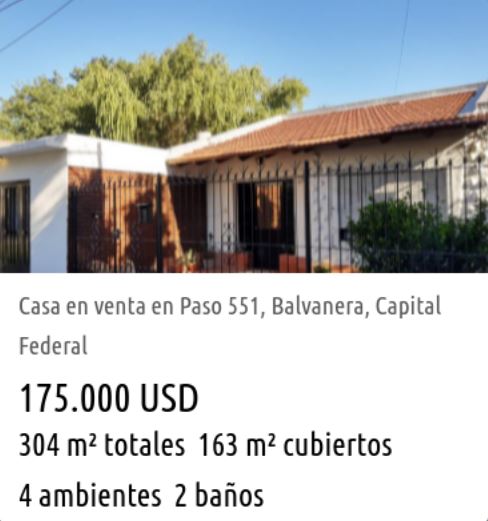 Casa en venta en Paso 551, Balvanera, Capital
Federal
175.000 USD
304 m² totales  163 m² cubiertos
4 ambientes  2 baños